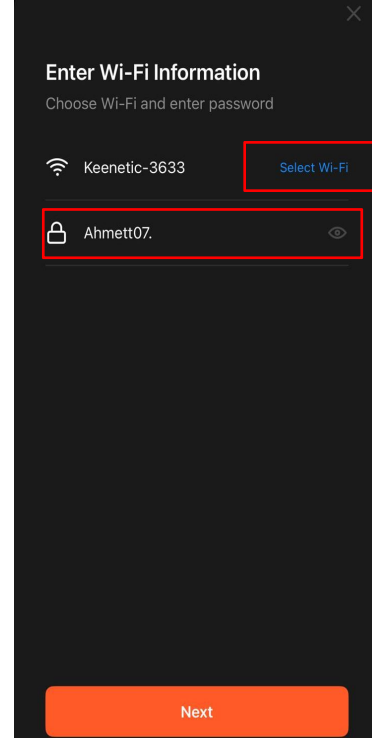 Enter Wi-Fi Information
Choose Wi-Fi and enter password
Keenetic-3633 Select Wi-Fi
Ahmett07.
Next